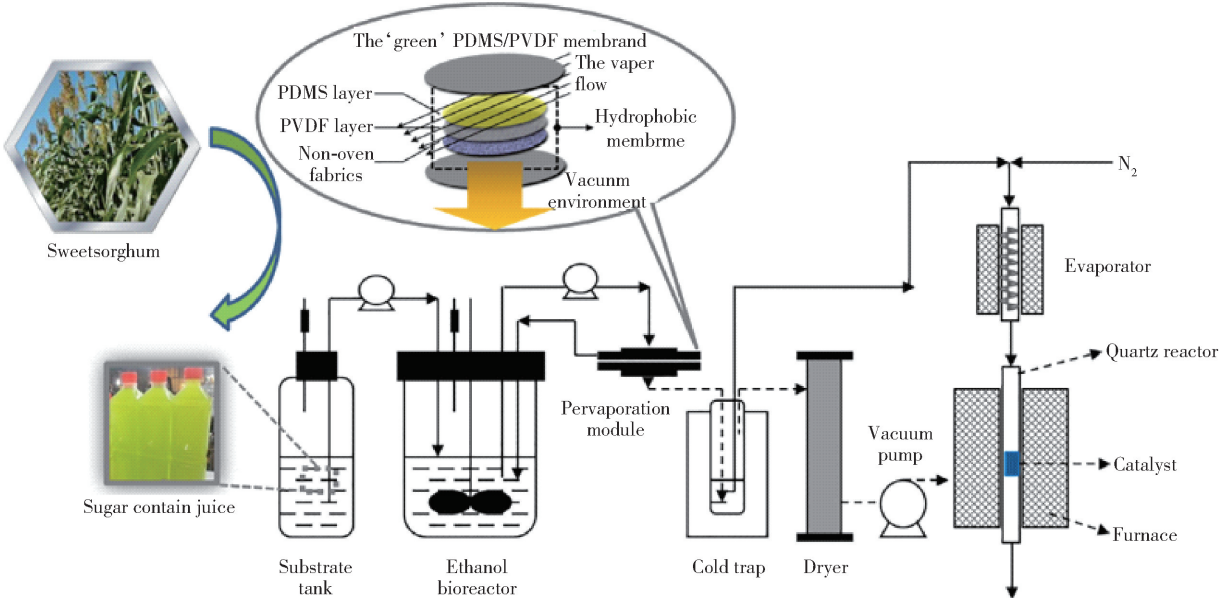 The‘green’ PDMS/PVDF membrand
The vaper
flow
PDMS layer
PVDF layer
Non-oven
fabrics
Hydrophobic
membrme
Vacunm
environment
Sweetsorghum
N2
Evaporator
Quartz reactor
Pervaporation
module
Vacuum
pump
Catalyst
Sugar contain juice
Furnace
Substrate
tank
Ethanol
bioreactor
Cold trap
Dryer